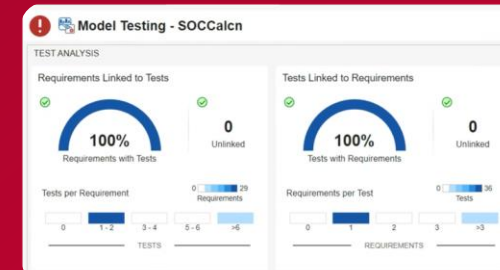 Model Testing - SOCCalcn
TEST ANALYSIS
Requirements Linked to Tests
100%
Requirements with Tests
0
Unlinked
Tests per Requirement
0 29
Requirements
0 1 - 2 3 - 4 5 - 6 >6
TESTS
Tests Linked to Requirements
100%
Tests with Requirements
0
Unlinked
Requirements per Test
0 36
Tests
0 1 2 3 >3
REQUIREMENTS